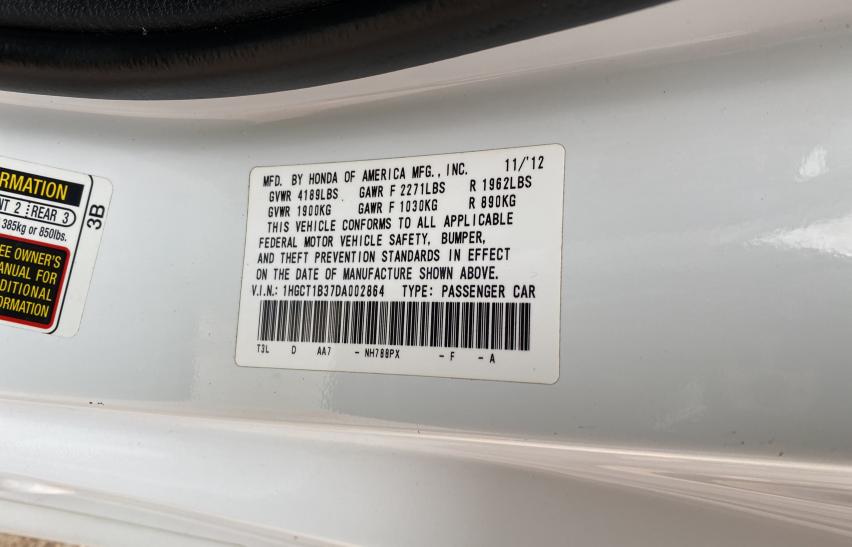 RMATION
NT 2 REAR 3
385kg or 850lbs.
EE OWNER'S
ANUAL FOR
DITIONAL
FORMATION
3B
MFD. BY HONDA OF AMERICA MFG., INC. 11/'12
GVWR 4189LBS GAWR F 2271LBS R 1962LBS
GVWR 1900KG GAWR F 1030KG R 890KG
THIS VEHICLE CONFORMS TO ALL APPLICABLE
FEDERAL MOTOR VEHICLE SAFETY, BUMPER,
AND THEFT PREVENTION STANDARDS IN EFFECT
ON THE DATE OF MANUFACTURE SHOWN ABOVE.
V.I.N.: 1HGCT1B37DA002864 TYPE: PASSENGER CAR
T3L D AA7 - NH788PX - F - A